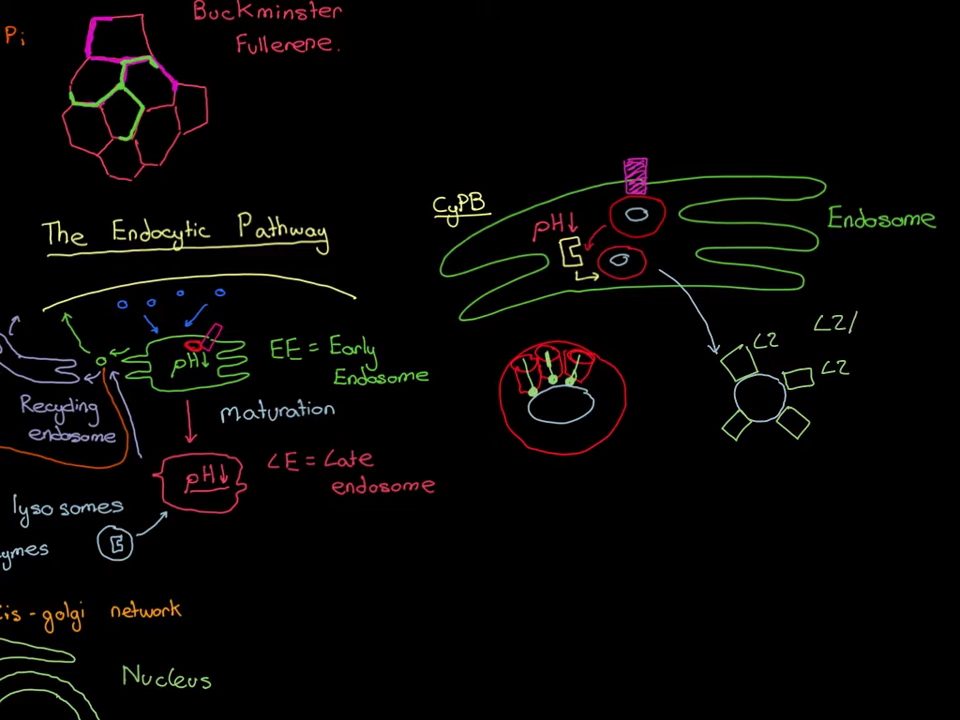 Pi
Buckminster
Fullerene.
The Endocytic Pathway
pH↓
EE = Early
Endosome
Recycling
endosome
maturation
pH↓
LE = Late
endosome
lysosomes
ymes
Cis-golgi network
Nucleus
CyPB
pH↓
Endosome
L2
L2/
L2